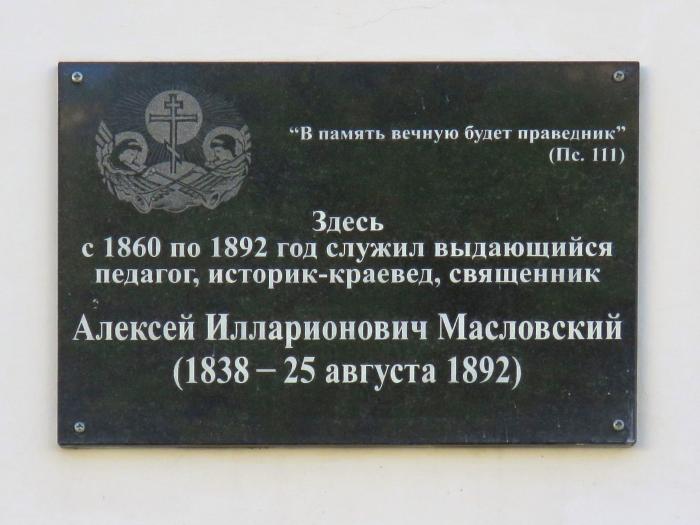 “В память вечную будет праведник”
(Пс. 111)
Здесь
с 1860 по 1892 год служил выдающийся
педагог, историк-краевед, священник
Алексей Илларионович Масловский
(1838 – 25 августа 1892)